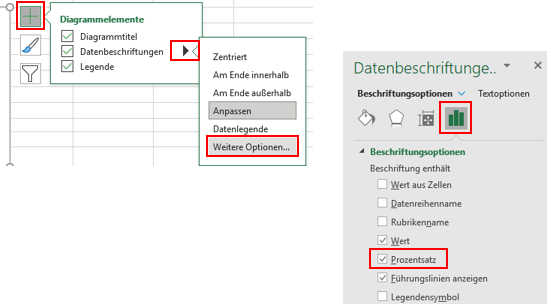 Diagrammelemente
Diagrammtitel
Datenbeschriftungen
Legende
Zentriert
Am Ende innerhalb
Am Ende außerhalb
Anpassen
Datenlegende
Weitere Optionen...
Datenbeschriftunge..
Beschriftungsoptionen
Textoptionen
Beschriftungsoptionen
Beschriftung enthält
Wert aus Zellen
Datenreihenname
Rubrikenname
Wert
Prozentsatz
Führungslinien anzeigen
Legendensymbol